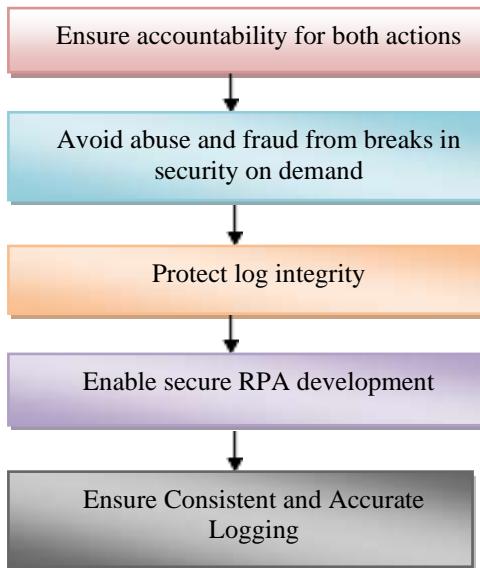 Ensure accountability for both actions
Avoid abuse and fraud from breaks in
security on demand
Protect log integrity
Enable secure RPA development
Ensure Consistent and Accurate
Logging